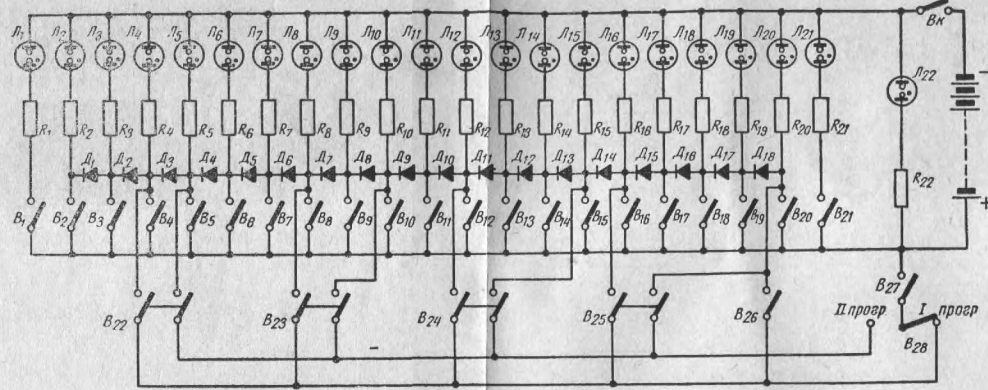 Л1 Л2 Л3 Л4 Л5 Л6 Л7 Л8 Л9 Л10 Л11 Л12 Л13 Л14 Л15 Л16 Л17 Л18 Л19 Л20 Л21 Вк
Л22 −
R1 R2 R3 R4 R5 R6 R7 R8 R9 R10 R11 R12 R13 R14 R15 R16 R17 R18 R19 R20 R21
Д1 Д2 Д3 Д4 Д5 Д6 Д7 Д8 Д9 Д10 Д11 Д12 Д13 Д14 Д15 Д16 Д17 Д18 R22
+
В1 В2 В3 В4 В5 В6 В7 В8 В9 В10 В11 В12 В13 В14 В15 В16 В17 В18 В19 В20 В21
В27
В22 В23 В24 В25 В26 II прогр I прогр
В28